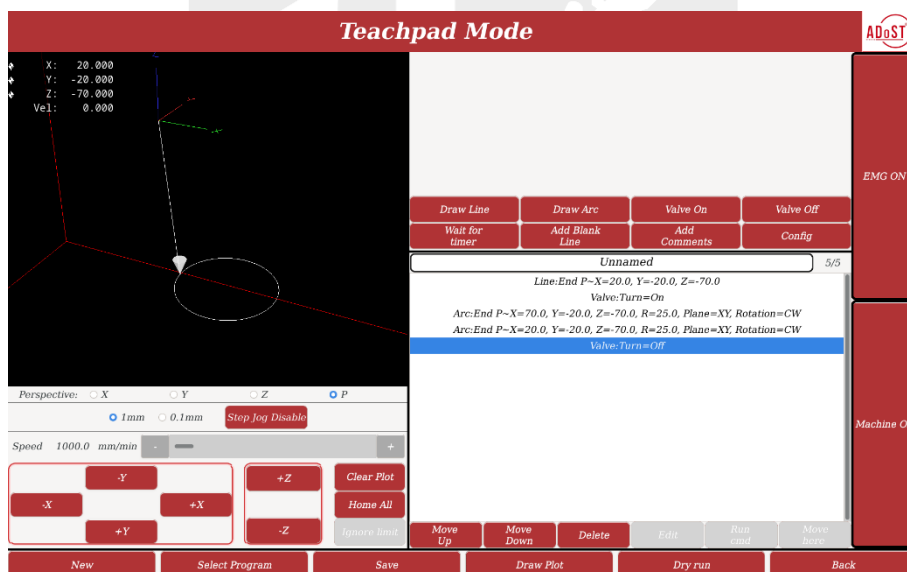 Teachpad Mode
ADoST
X: 20.000
Y: -20.000
Z: -70.000
Vel: 0.000
EMG ON
Draw Line
Draw Arc
Valve On
Valve Off
Wait for
timer
Add Blank
Line
Add
Comments
Config
Unnamed
5/5
Line:End P~X=20.0, Y=-20.0, Z=-70.0
Valve:Turn=On
Arc:End P~X=70.0, Y=-20.0, Z=-70.0, R=25.0, Plane=XY, Rotation=CW
Arc:End P~X=20.0, Y=-20.0, Z=-70.0, R=25.0, Plane=XY, Rotation=CW
Valve:Turn=Off
Perspective: X Y Z P
1mm 0.1mm Step Jog Disable
Speed 1000.0 mm/min - +
-Y
-X
+X
+Y
+Z
-Z
Clear Plot
Home All
Ignore limit
Machine O
Move
Up
Move
Down
Delete
Edit
Run
cmd
Move
here
New
Select Program
Save
Draw Plot
Dry run
Back